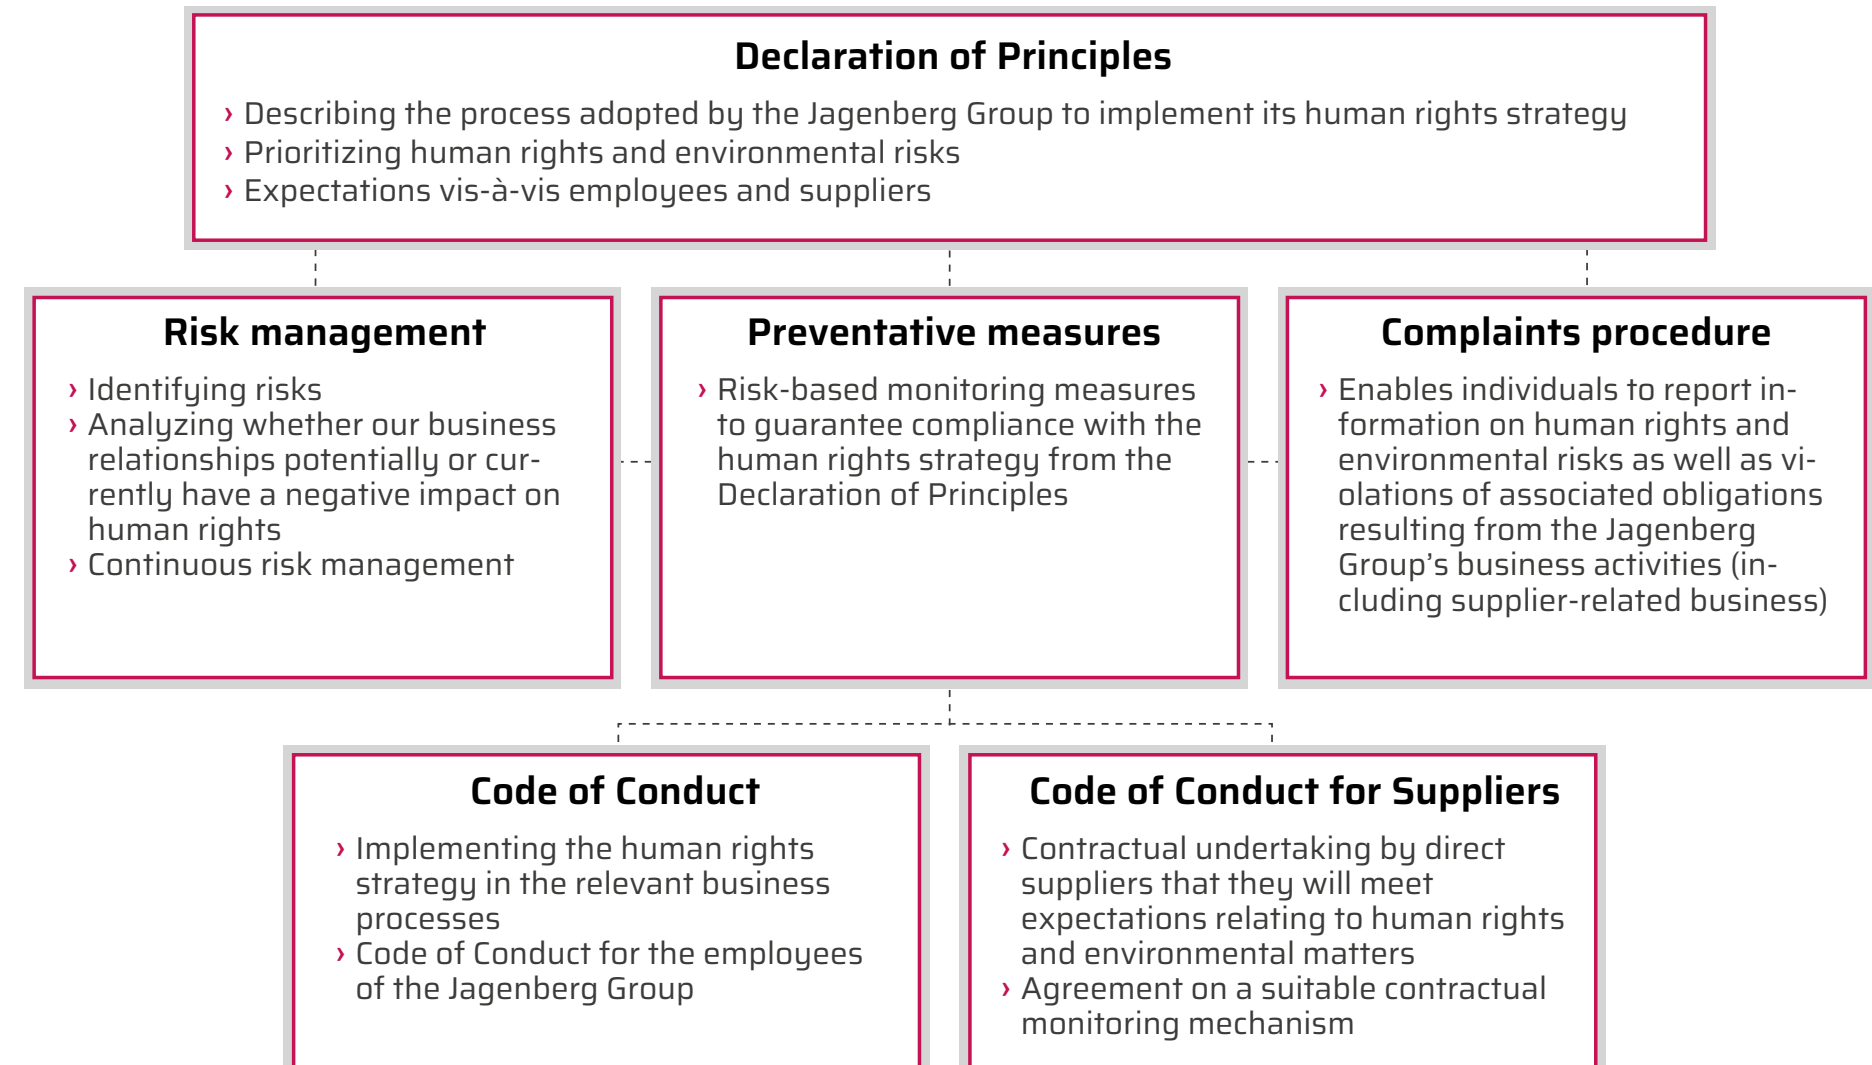 Declaration of Principles
› Describing the process adopted by the Jagenberg Group to implement its human rights strategy
› Prioritizing human rights and environmental risks
› Expectations vis-à-vis employees and suppliers
Risk management
› Identifying risks
› Analyzing whether our business
relationships potentially or cur-
rently have a negative impact on
human rights
› Continuous risk management
Preventative measures
› Risk-based monitoring measures
to guarantee compliance with the
human rights strategy from the
Declaration of Principles
Complaints procedure
› Enables individuals to report in-
formation on human rights and
environmental risks as well as vi-
olations of associated obligations
resulting from the Jagenberg
Group’s business activities (in-
cluding supplier-related business)
Code of Conduct
› Implementing the human rights
strategy in the relevant business
processes
› Code of Conduct for the employees
of the Jagenberg Group
Code of Conduct for Suppliers
› Contractual undertaking by direct
suppliers that they will meet
expectations relating to human rights
and environmental matters
› Agreement on a suitable contractual
monitoring mechanism